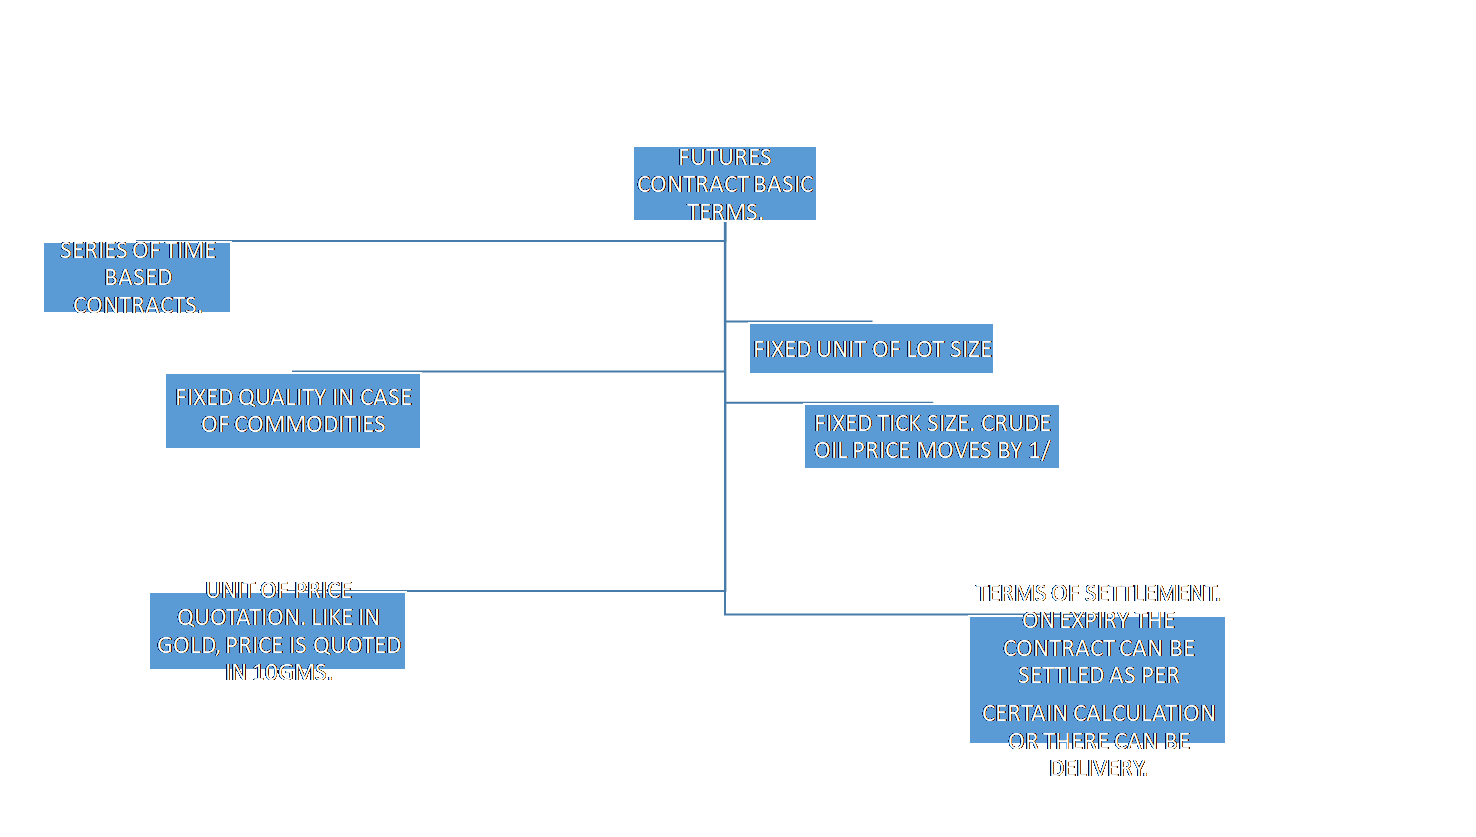 FUTURES
CONTRACT BASIC
TERMS.
SERIES OF TIME
BASED
CONTRACTS.
FIXED UNIT OF LOT SIZE
FIXED QUALITY IN CASE
OF COMMODITIES
FIXED TICK SIZE. CRUDE
OIL PRICE MOVES BY 1/
UNIT OF PRICE
QUOTATION. LIKE IN
GOLD, PRICE IS QUOTED
IN 10GMS.
TERMS OF SETTLEMENT.
ON EXPIRY THE
CONTRACT CAN BE
SETTLED AS PER
CERTAIN CALCULATION
OR THERE CAN BE
DELIVERY.